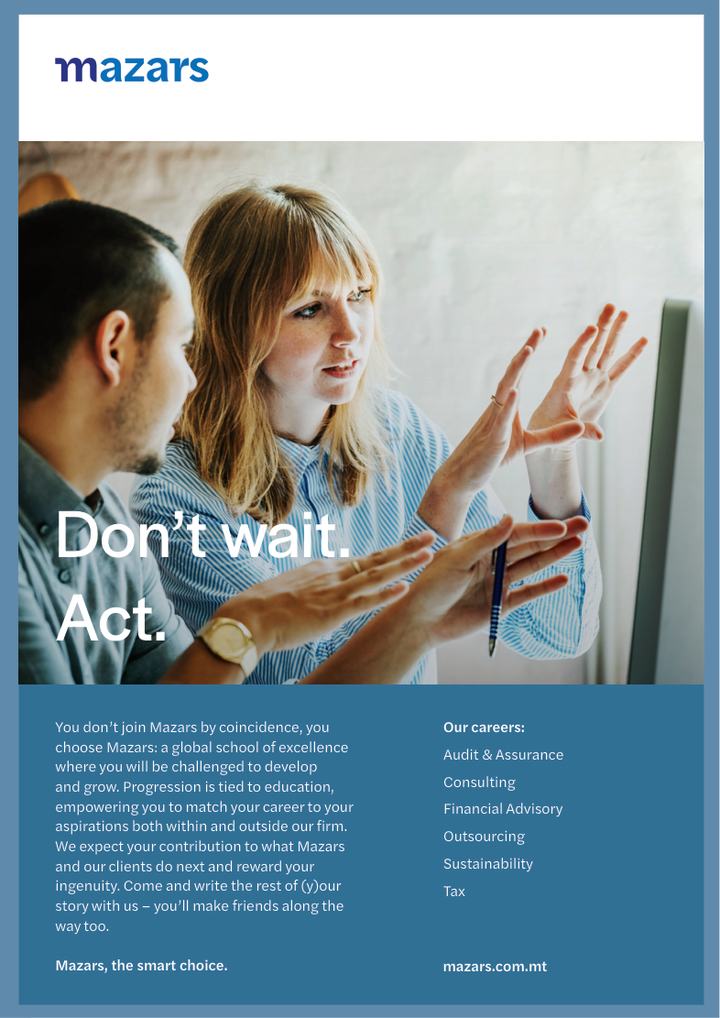 mazars
Don’t wait.
Act.
You don’t join Mazars by coincidence, you
choose Mazars: a global school of excellence
where you will be challenged to develop
and grow. Progression is tied to education,
empowering you to match your career to your
aspirations both within and outside our firm.
We expect your contribution to what Mazars
and our clients do next and reward your
ingenuity. Come and write the rest of (y)our
story with us – you’ll make friends along the
way too.
Mazars, the smart choice.
Our careers:
Audit & Assurance
Consulting
Financial Advisory
Outsourcing
Sustainability
Tax
mazars.com.mt